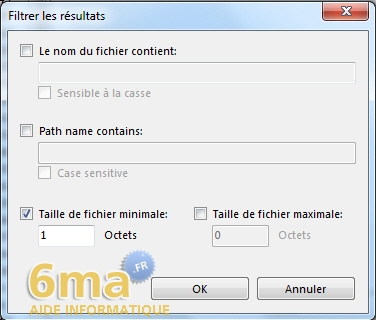 Filtrer les résultats
Le nom du fichier contient:
Sensible à la casse
Path name contains:
Case sensitive
Taille de fichier minimale: Taille de fichier maximale:
1 Octets 0 Octets
6ma .FR
OK Annuler
AIDE INFORMATIQUE